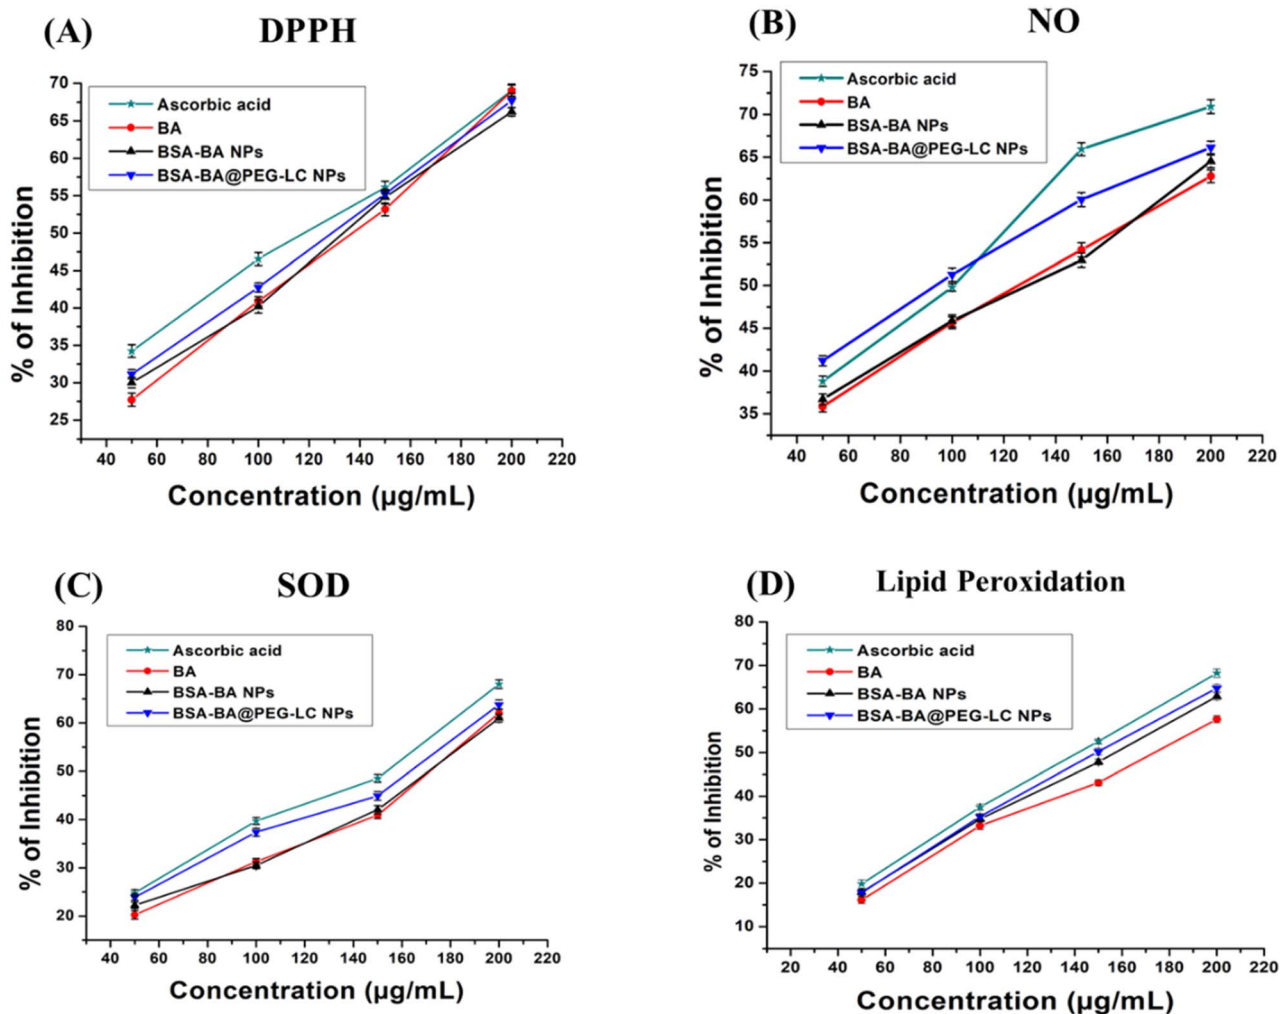 (A)
DPPH
70
65
60
55
50
45
40
35
30
25
% of Inhibition
Ascorbic acid
BA
BSA-BA NPs
BSA-BA@PEG-LC NPs
40 60 80 100 120 140 160 180 200 220
Concentration (µg/mL)
(B)
NO
75
70
65
60
55
50
45
40
35
% of Inhibition
Ascorbic acid
BA
BSA-BA NPs
BSA-BA@PEG-LC NPs
40 60 80 100 120 140 160 180 200 220
Concentration (µg/mL)
(C)
SOD
80
70
60
50
40
30
20
% of Inhibition
Ascorbic acid
BA
BSA-BA NPs
BSA-BA@PEG-LC NPs
40 60 80 100 120 140 160 180 200 220
Concentration (µg/mL)
(D)
Lipid Peroxidation
80
70
60
50
40
30
20
10
% of Inhibition
Ascorbic acid
BA
BSA-BA NPs
BSA-BA@PEG-LC NPs
20 40 60 80 100 120 140 160 180 200 220
Concentration (µg/mL)